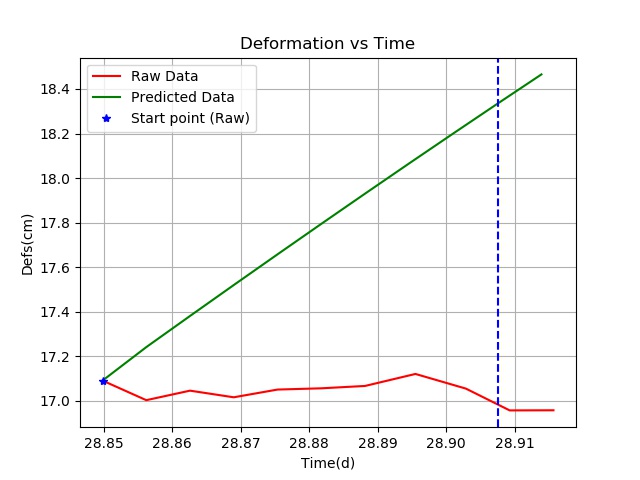 Deformation vs Time
Raw Data
Predicted Data
Start point (Raw)
18.4
18.2
18.0
17.8
17.6
17.4
17.2
17.0
Defs(cm)
28.85 28.86 28.87 28.88 28.89 28.90 28.91
Time(d)